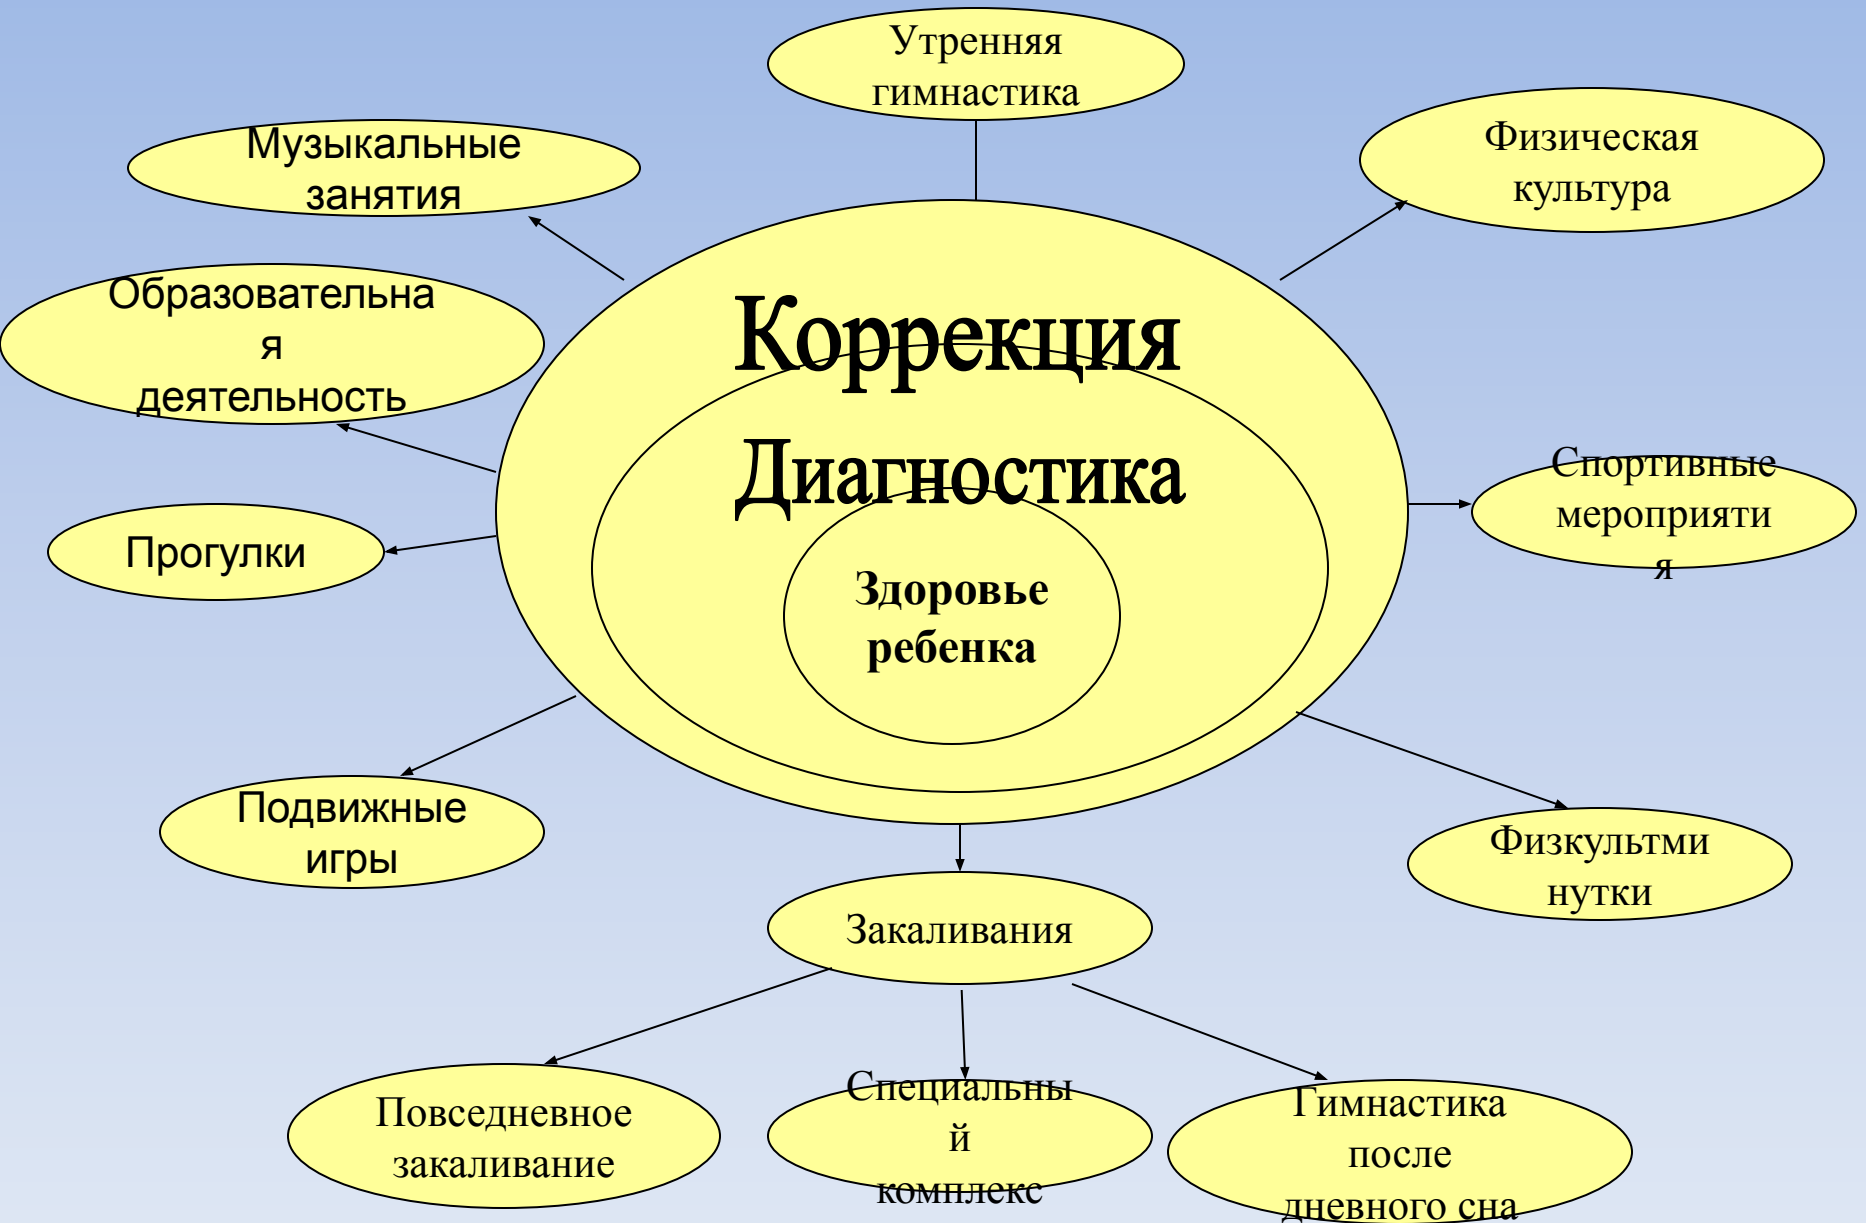 Утренняя
гимнастика
Физическая
культура
Музыкальные
занятия
Образовательна
я
деятельность
Коррекция
Диагностика
Здоровье
ребенка
Спортивные
мероприяти
я
Прогулки
Подвижные
игры
Физкультми
нутки
Закаливания
Повседневное
закаливание
Специальны
й
комплекс
Гимнастика
после
дневного сна